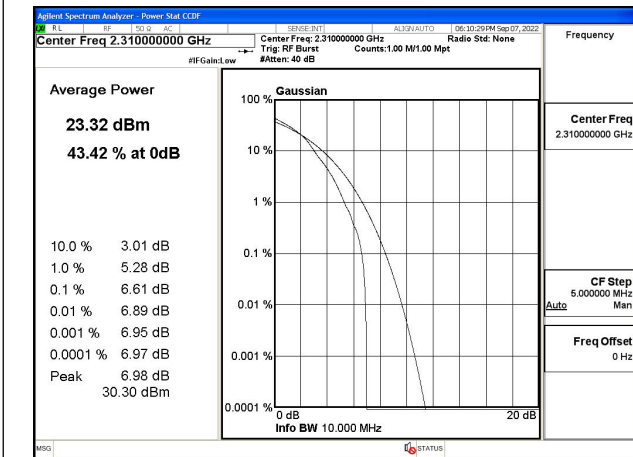 Agilent Spectrum Analyzer - Power Stat CCDF
RL RF 50 Ω AC SENSE:INT ALIGNAUTO 05:10:29 PM Sep 07, 2022
Center Freq 2.310000000 GHz
Center Freq: 2.310000000 GHz Radio Std: None
Trig: RF Burst Counts:1.00 M/1.00 Mpt
#IFGain:Low #Atten: 40 dB
Frequency
Average Power
23.32 dBm
43.42 % at 0dB
10.0 % 3.01 dB
1.0 % 5.28 dB
0.1 % 6.61 dB
0.01 % 6.89 dB
0.001 % 6.95 dB
0.0001 % 6.97 dB
Peak 6.98 dB
30.30 dBm
Gaussian
100 %
10 %
1 %
0.1 %
0.01 %
0.001 %
0.0001 %
0 dB 20 dB
Info BW 10.000 MHz
Center Freq
2.310000000 GHz
CF Step
5.000000 MHz
Auto Man
Freq Offset
0 Hz
MSG STATUS